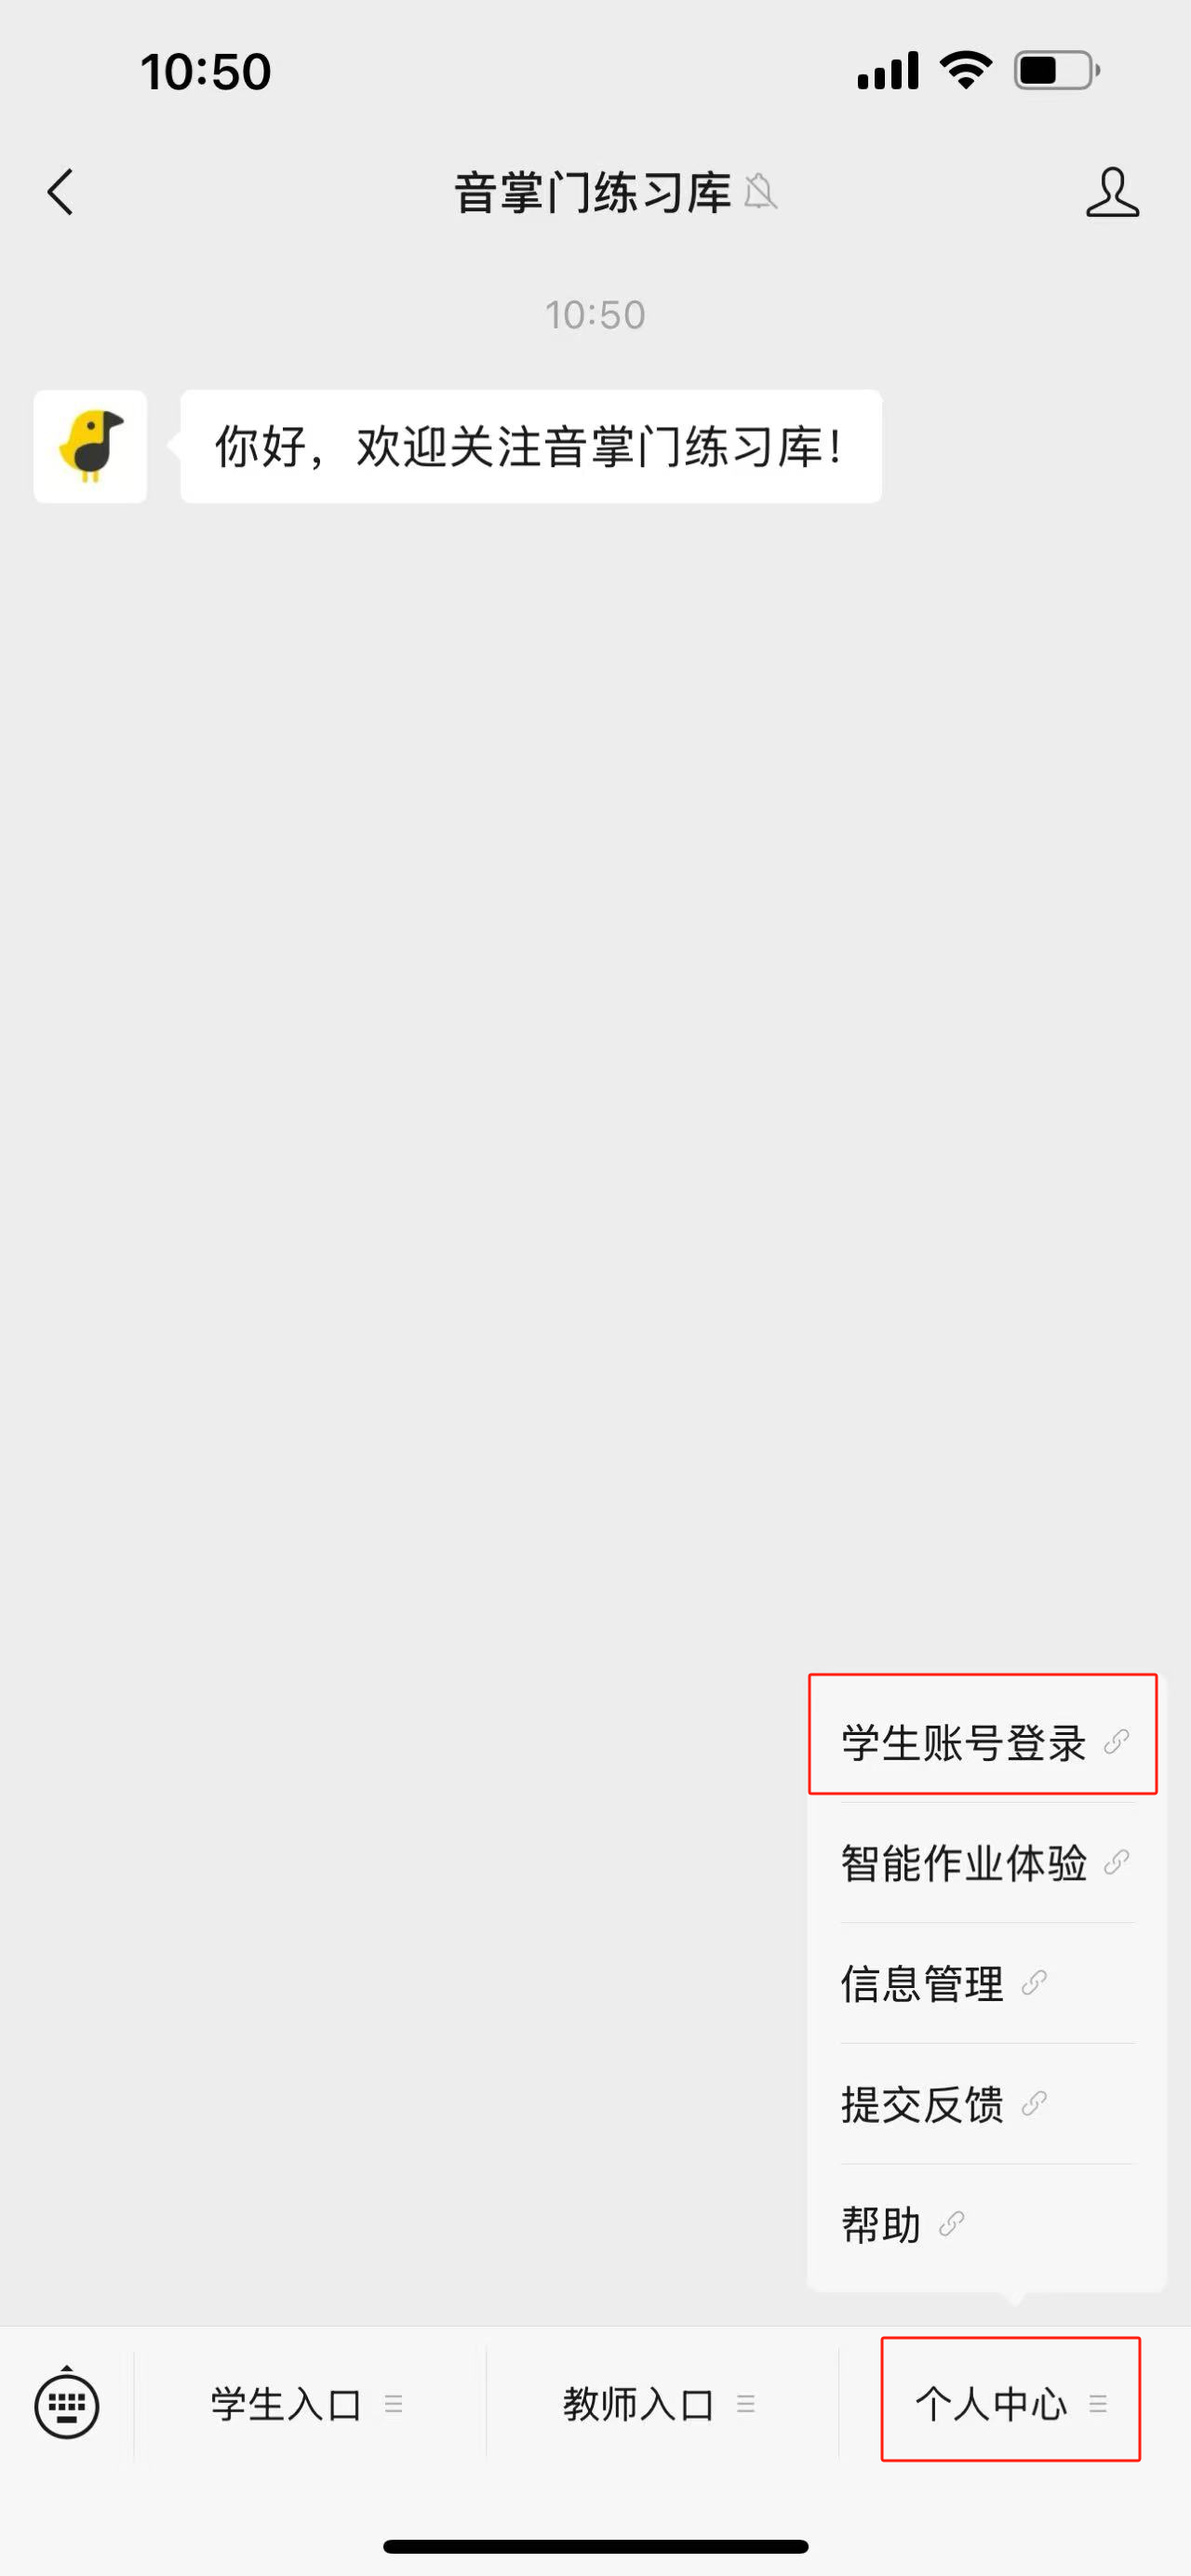 10:50
音掌门练习库
10:50
你好，欢迎关注音掌门练习库！
学生账号登录
智能作业体验
信息管理
提交反馈
帮助
学生入口
教师入口
个人中心